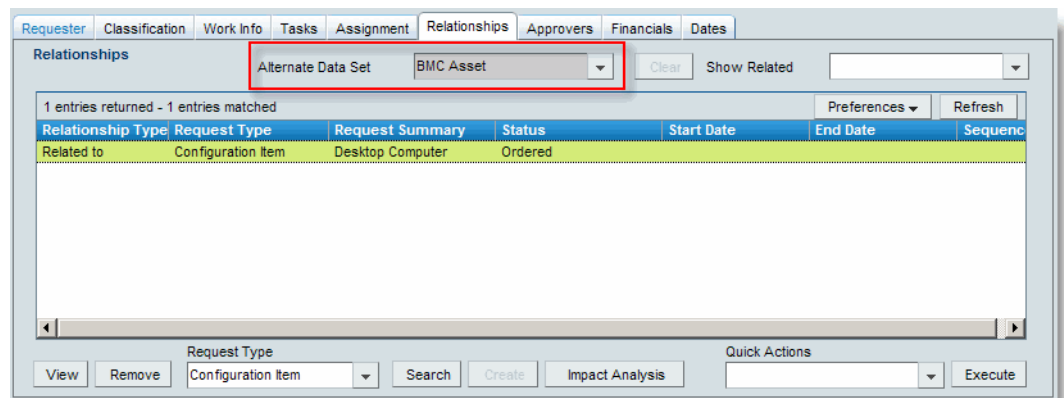 Requester Classification Work Info Tasks Assignment Relationships Approvers Financials Dates
Relationships
Alternate Data Set BMC Asset Clear Show Related
1 entries returned - 1 entries matched Preferences Refresh
Relationship Type Request Type Request Summary Status Start Date End Date Sequenc
Related to Configuration Item Desktop Computer Ordered
Request Type Quick Actions
View Remove Configuration Item Search Create Impact Analysis Execute